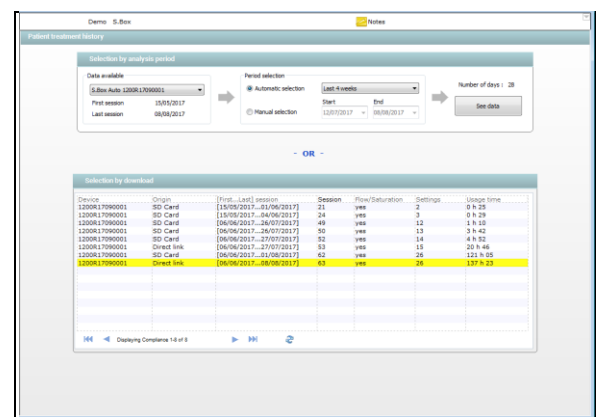 Demo S.Box Notes
Patient treatment history
Selection by analysis period
Data available
S.Box Auto 1200R17090001
First session 15/05/2017
Last session 08/08/2017
Period selection
Automatic selection Last 4 weeks
Start End
Manual selection 12/07/2017 08/08/2017
Number of days : 28
See data
- OR -
Selection by download
Device Origin [First...Last] session Session Flow/Saturation Settings Usage time
1200R17090001 SD Card [15/05/2017...01/06/2017] 21 yes 2 0 h 25
1200R17090001 SD Card [15/05/2017...04/06/2017] 24 yes 3 0 h 29
1200R17090001 SD Card [06/06/2017...26/07/2017] 49 yes 12 1 h 10
1200R17090001 SD Card [06/06/2017...26/07/2017] 50 yes 13 3 h 42
1200R17090001 SD Card [06/06/2017...27/07/2017] 52 yes 14 4 h 52
1200R17090001 Direct link [06/06/2017...27/07/2017] 53 yes 15 20 h 46
1200R17090001 SD Card [06/06/2017...01/08/2017] 62 yes 26 121 h 05
1200R17090001 Direct link [06/06/2017...08/08/2017] 63 yes 26 137 h 23
Displaying Compliance 1-8 of 8